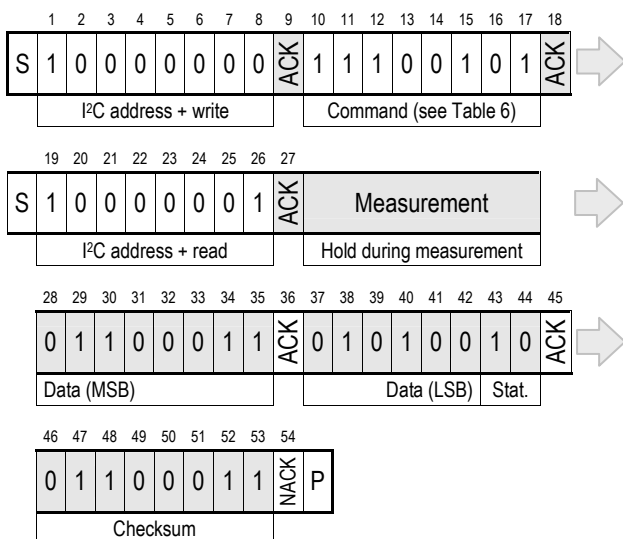 1 2 3 4 5 6 7 8 9 10 11 12 13 14 15 16 17 18
S 1 0 0 0 0 0 0 0 ACK 1 1 1 0 0 1 0 1 ACK
I²C address + write Command (see Table 6)
19 20 21 22 23 24 25 26 27
S 1 0 0 0 0 0 0 1 ACK Measurement
I²C address + read Hold during measurement
28 29 30 31 32 33 34 35 36 37 38 39 40 41 42 43 44 45
0 1 1 0 0 0 1 1 ACK 0 1 0 1 0 0 1 0 ACK
Data (MSB) Data (LSB) Stat.
46 47 48 49 50 51 52 53 54
0 1 1 0 0 0 1 1 NACK P
Checksum